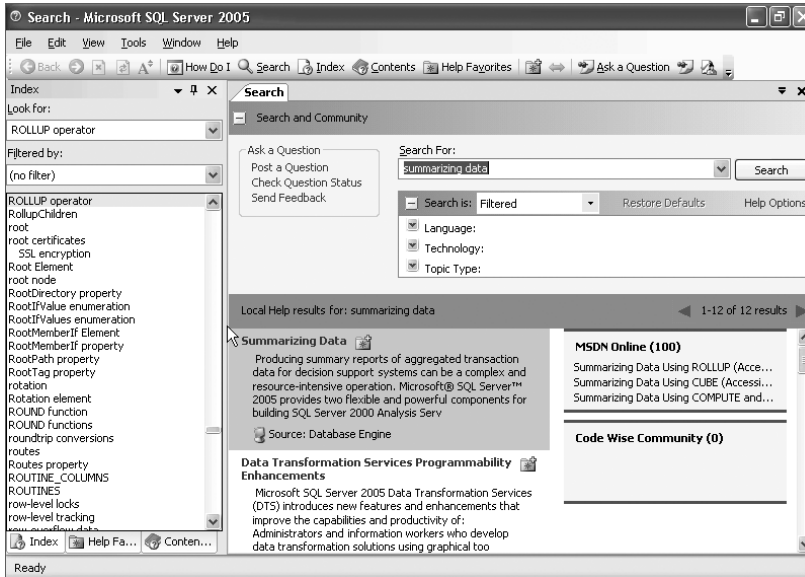 Search - Microsoft SQL Server 2005
File Edit View Tools Window Help
Back How Do I Search Index Contents Help Favorites Ask a Question
Index
Look for:
ROLLUP operator
Filtered by:
(no filter)
ROLLUP operator
RollupChildren
root
root certificates
SSL encryption
Root Element
root node
RootDirectory property
RootIfValue enumeration
RootIfValues enumeration
RootMemberIf Element
RootMemberIf property
RootPath property
RootTag property
rotation
Rotation element
ROUND function
ROUND functions
roundtrip conversions
routes
Routes property
ROUTINE_COLUMNS
ROUTINES
row-level locks
row-level tracking
row-overflow data
Index Help Fa... Conten...
Search
Search and Community
Ask a Question
Post a Question
Check Question Status
Send Feedback
Search For:
summarizing data
Search
Search is: Filtered Restore Defaults Help Options
Language:
Technology:
Topic Type:
Local Help results for: summarizing data 1-12 of 12 results
Summarizing Data
Producing summary reports of aggregated transaction
data for decision support systems can be a complex and
resource-intensive operation. Microsoft® SQL Server™
2005 provides two flexible and powerful components for
building SQL Server 2000 Analysis Serv
Source: Database Engine
Data Transformation Services Programmability
Enhancements
Microsoft SQL Server 2005 Data Transformation Services
(DTS) introduces new features and enhancements that
improve the capabilities and productivity of:
Administrators and information workers who develop
data transformation solutions using graphical too
MSDN Online (100)
Summarizing Data Using ROLLUP (Acce...
Summarizing Data Using CUBE (Accessi...
Summarizing Data Using COMPUTE and...
Code Wise Community (0)
Ready